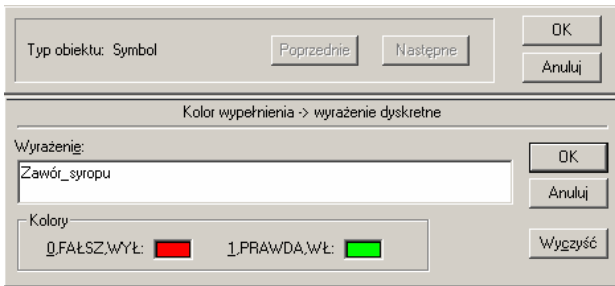 Typ obiektu: Symbol
Poprzednie
Następne
OK
Anuluj
Kolor wypełnienia -> wyrażenie dyskretne
Wyrażenie:
Zawór_syropu
OK
Anuluj
Kolory
0,FAŁSZ,WYŁ:
1,PRAWDA,WŁ:
Wyczyść